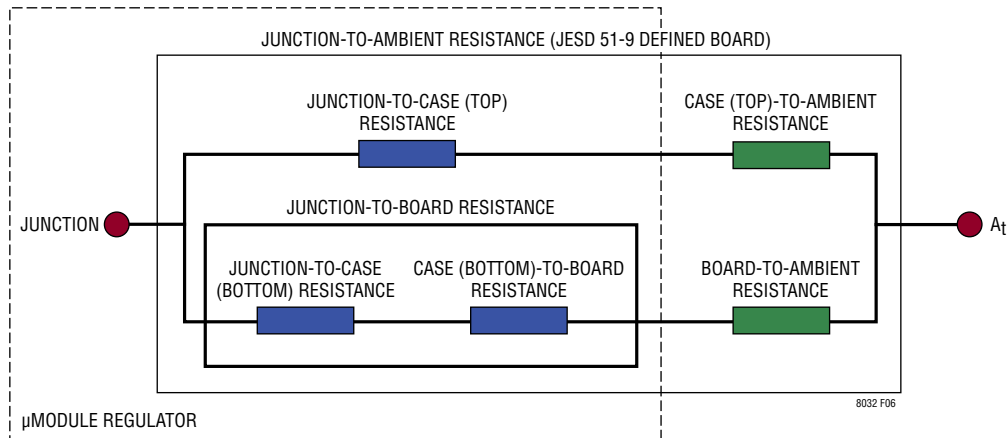 JUNCTION-TO-AMBIENT RESISTANCE (JESD 51-9 DEFINED BOARD)
JUNCTION-TO-CASE (TOP)
RESISTANCE
CASE (TOP)-TO-AMBIENT
RESISTANCE
JUNCTION
JUNCTION-TO-BOARD RESISTANCE
At
JUNCTION-TO-CASE
(BOTTOM) RESISTANCE
CASE (BOTTOM)-TO-BOARD
RESISTANCE
BOARD-TO-AMBIENT
RESISTANCE
8032 F06
µMODULE REGULATOR